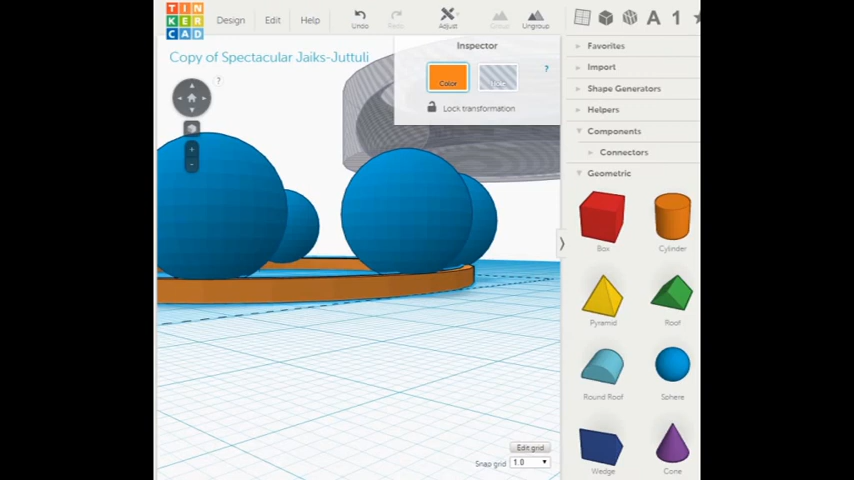 TIN
KER
CAD
Design
Edit
Help
Undo
Redo
Adjust
Group
Ungroup
Copy of Spectacular Jaiks-Juttuli
?
Inspector
Color
Hole
?
Lock transformation
Favorites
Import
Shape Generators
Helpers
Components
Connectors
Geometric
Box
Cylinder
Pyramid
Roof
Round Roof
Sphere
Wedge
Cone
Edit grid
Snap grid 1.0